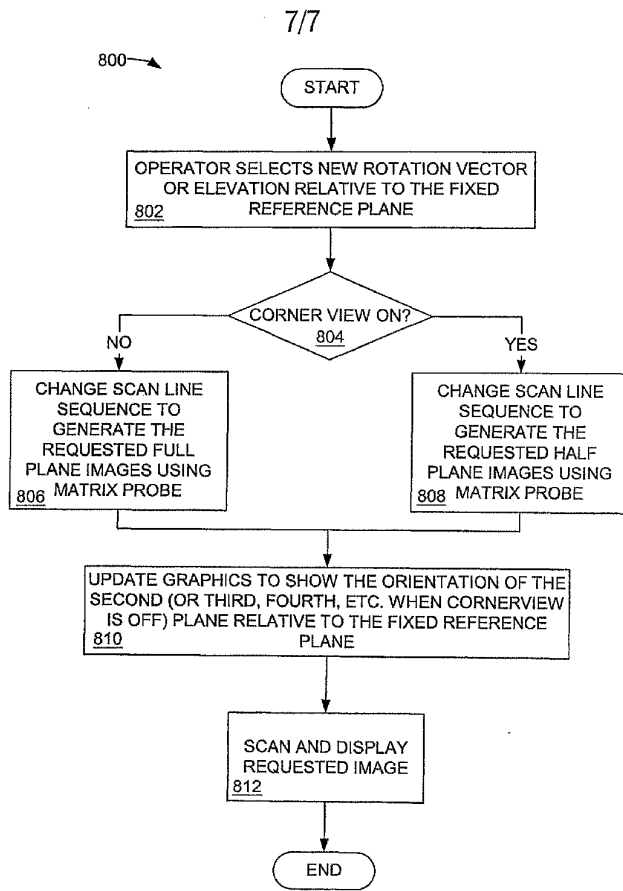 7/7
800
START
OPERATOR SELECTS NEW ROTATION VECTOR
OR ELEVATION RELATIVE TO THE FIXED
REFERENCE PLANE
802
CORNER VIEW ON?
804
NO
YES
CHANGE SCAN LINE
SEQUENCE TO
GENERATE THE
REQUESTED FULL
PLANE IMAGES USING
MATRIX PROBE
806
CHANGE SCAN LINE
SEQUENCE TO
GENERATE THE
REQUESTED HALF
PLANE IMAGES USING
MATRIX PROBE
808
UPDATE GRAPHICS TO SHOW THE ORIENTATION OF THE
SECOND (OR THIRD, FOURTH, ETC. WHEN CORNERVIEW
IS OFF) PLANE RELATIVE TO THE FIXED REFERENCE
PLANE
810
SCAN AND DISPLAY
REQUESTED IMAGE
812
END